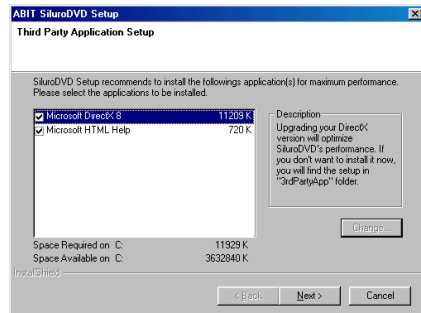 ABIT SiluroDVD Setup
Third Party Application Setup
SiluroDVD Setup recommends to install the followings application(s) for maximum performance.
Please select the applications to be installed.
Microsoft DirectX 8 11209 K
Microsoft HTML Help 720 K
Description
Upgrading your DirectX
version will optimize
SiluroDVD's performance. If
you don't want to install it now,
you will find the setup in
"3rdPartyApp" folder.
Change...
Space Required on C: 11929 K
Space Available on C: 3632840 K
InstallShield
< Back
Next >
Cancel